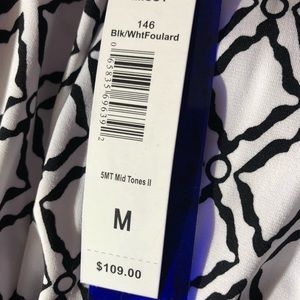 146
Blk/WhtFoulard
5MT Mid Tones II
M
$109.00